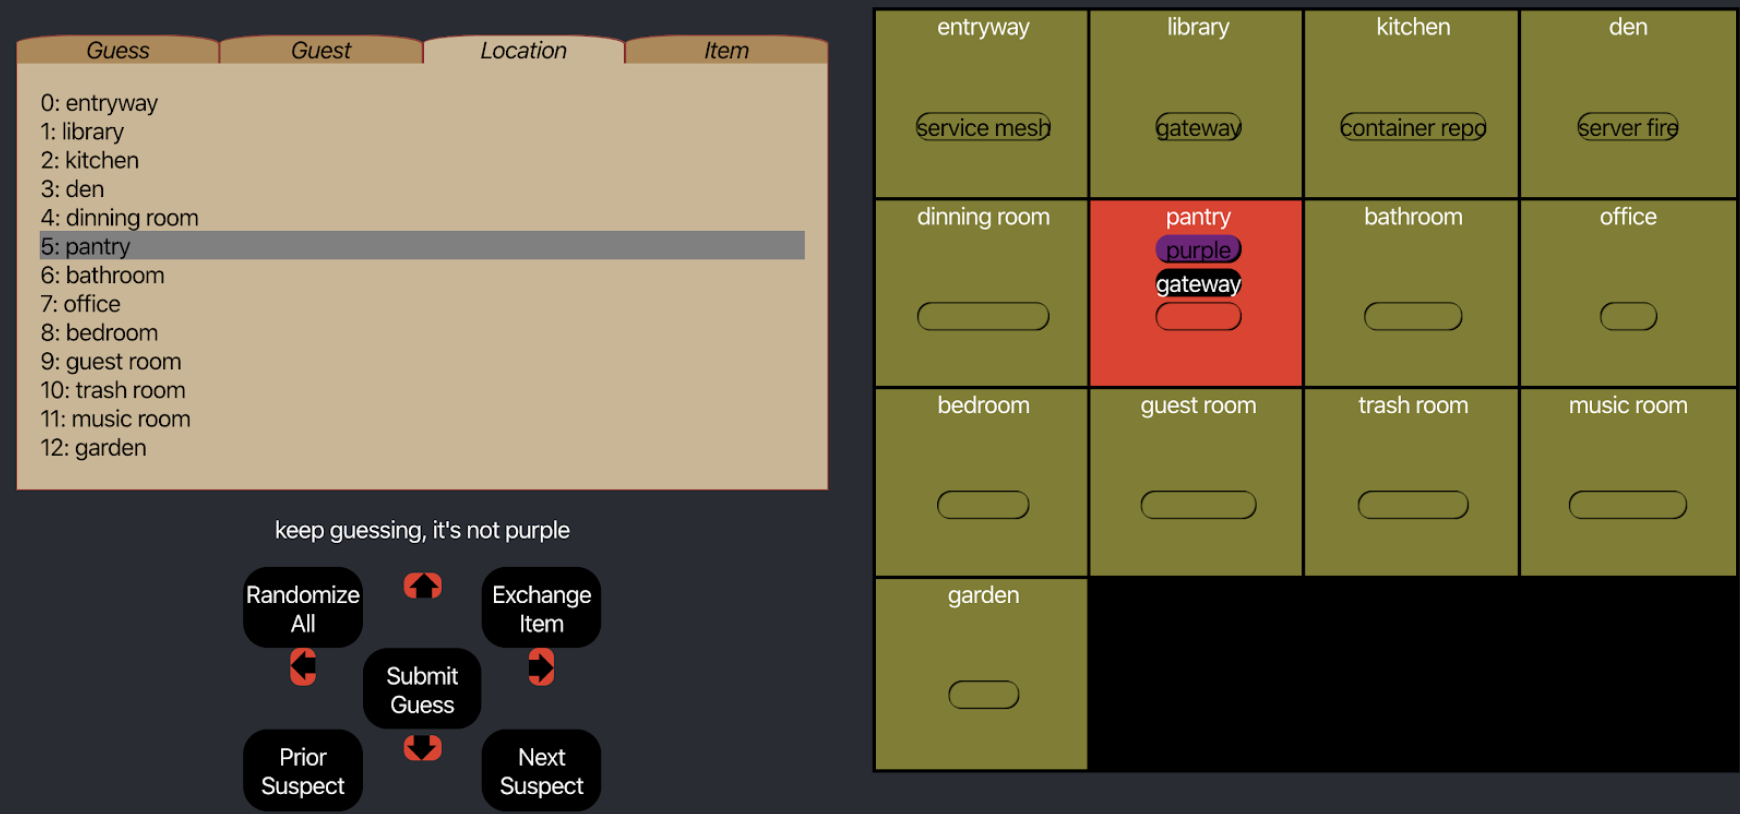 Guess Guest Location Item
0: entryway
1: library
2: kitchen
3: den
4: dinning room
5: pantry
6: bathroom
7: office
8: bedroom
9: guest room
10: trash room
11: music room
12: garden
keep guessing, it's not purple
Randomize
All
Exchange
Item
Submit
Guess
Prior
Suspect
Next
Suspect
entryway library kitchen den
service mesh gateway container repo server fire
dinning room pantry bathroom office
purple
gateway
bedroom guest room trash room music room
garden